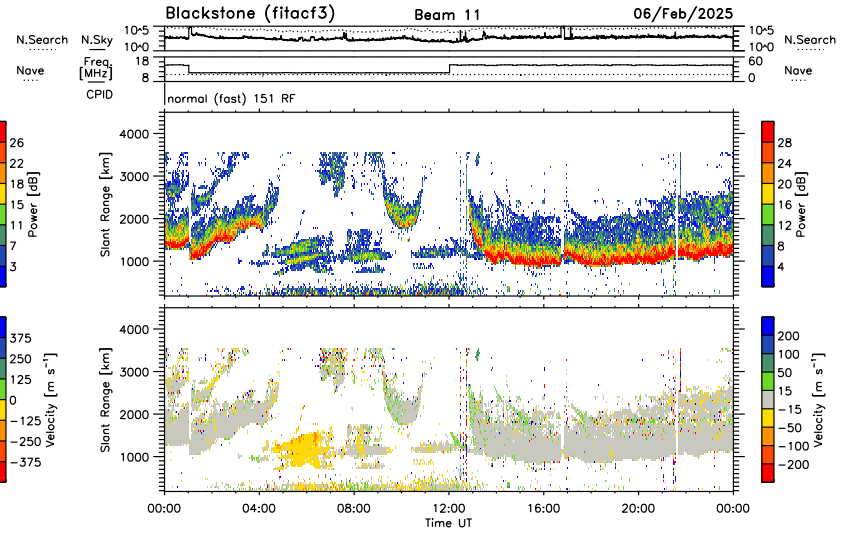 Blackstone (fitacf3) Beam 11 06/Feb/2025
N.Search N.Sky 10^5 10^0 10^5 10^0 N.Search
Nave Freq. [MHz] 18 8 60 0 Nave
CPID normal (fast) 151 RF
Slant Range [km] 4000 3000 2000 1000
Power [dB] 26 22 18 15 11 7 3
Power [dB] 28 24 20 16 12 8 4
Slant Range [km] 4000 3000 2000 1000
Velocity [m s⁻¹] 375 250 125 0 −125 −250 −375
Velocity [m s⁻¹] 200 100 50 15 −15 −50 −100 −200
00:00 04:00 08:00 12:00 16:00 20:00 00:00
Time UT